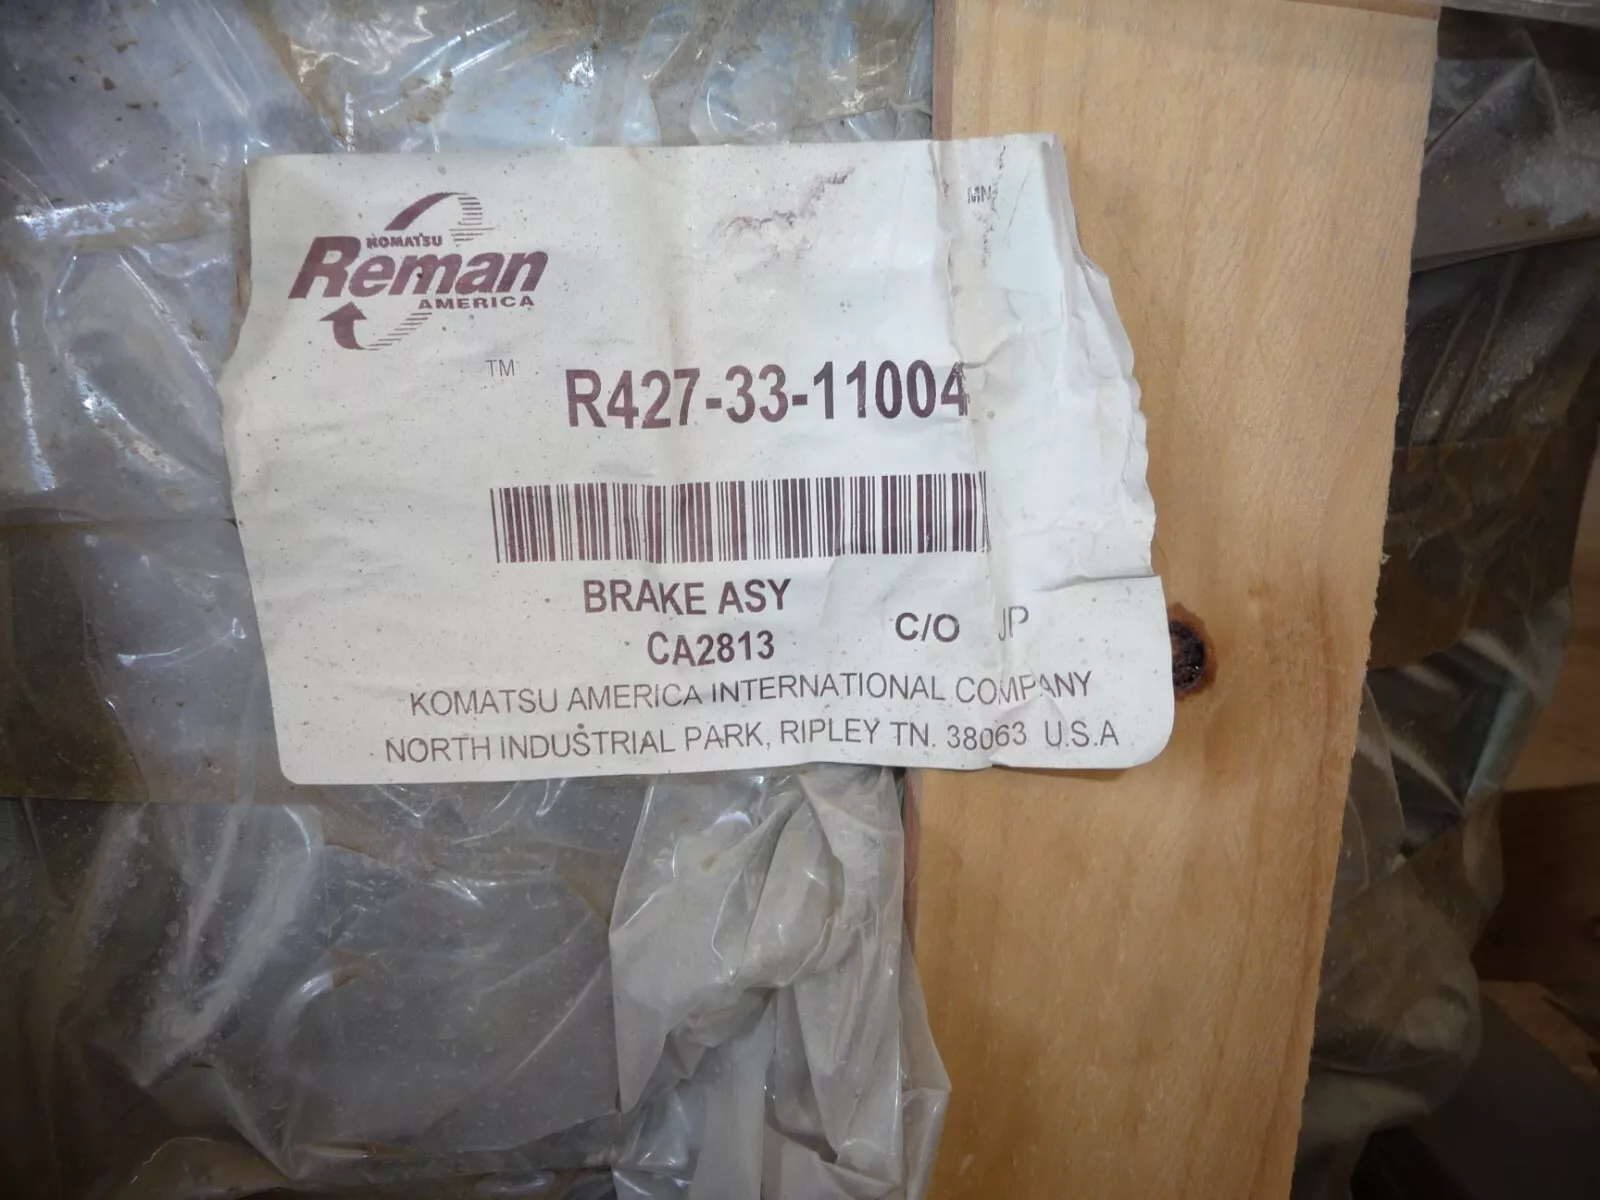 MN
KOMATSU
Reman
AMERICA
TM
R427-33-11004
BRAKE ASY
CA2813
C/O JP
KOMATSU AMERICA INTERNATIONAL COMPANY
NORTH INDUSTRIAL PARK, RIPLEY TN. 38063 U.S.A